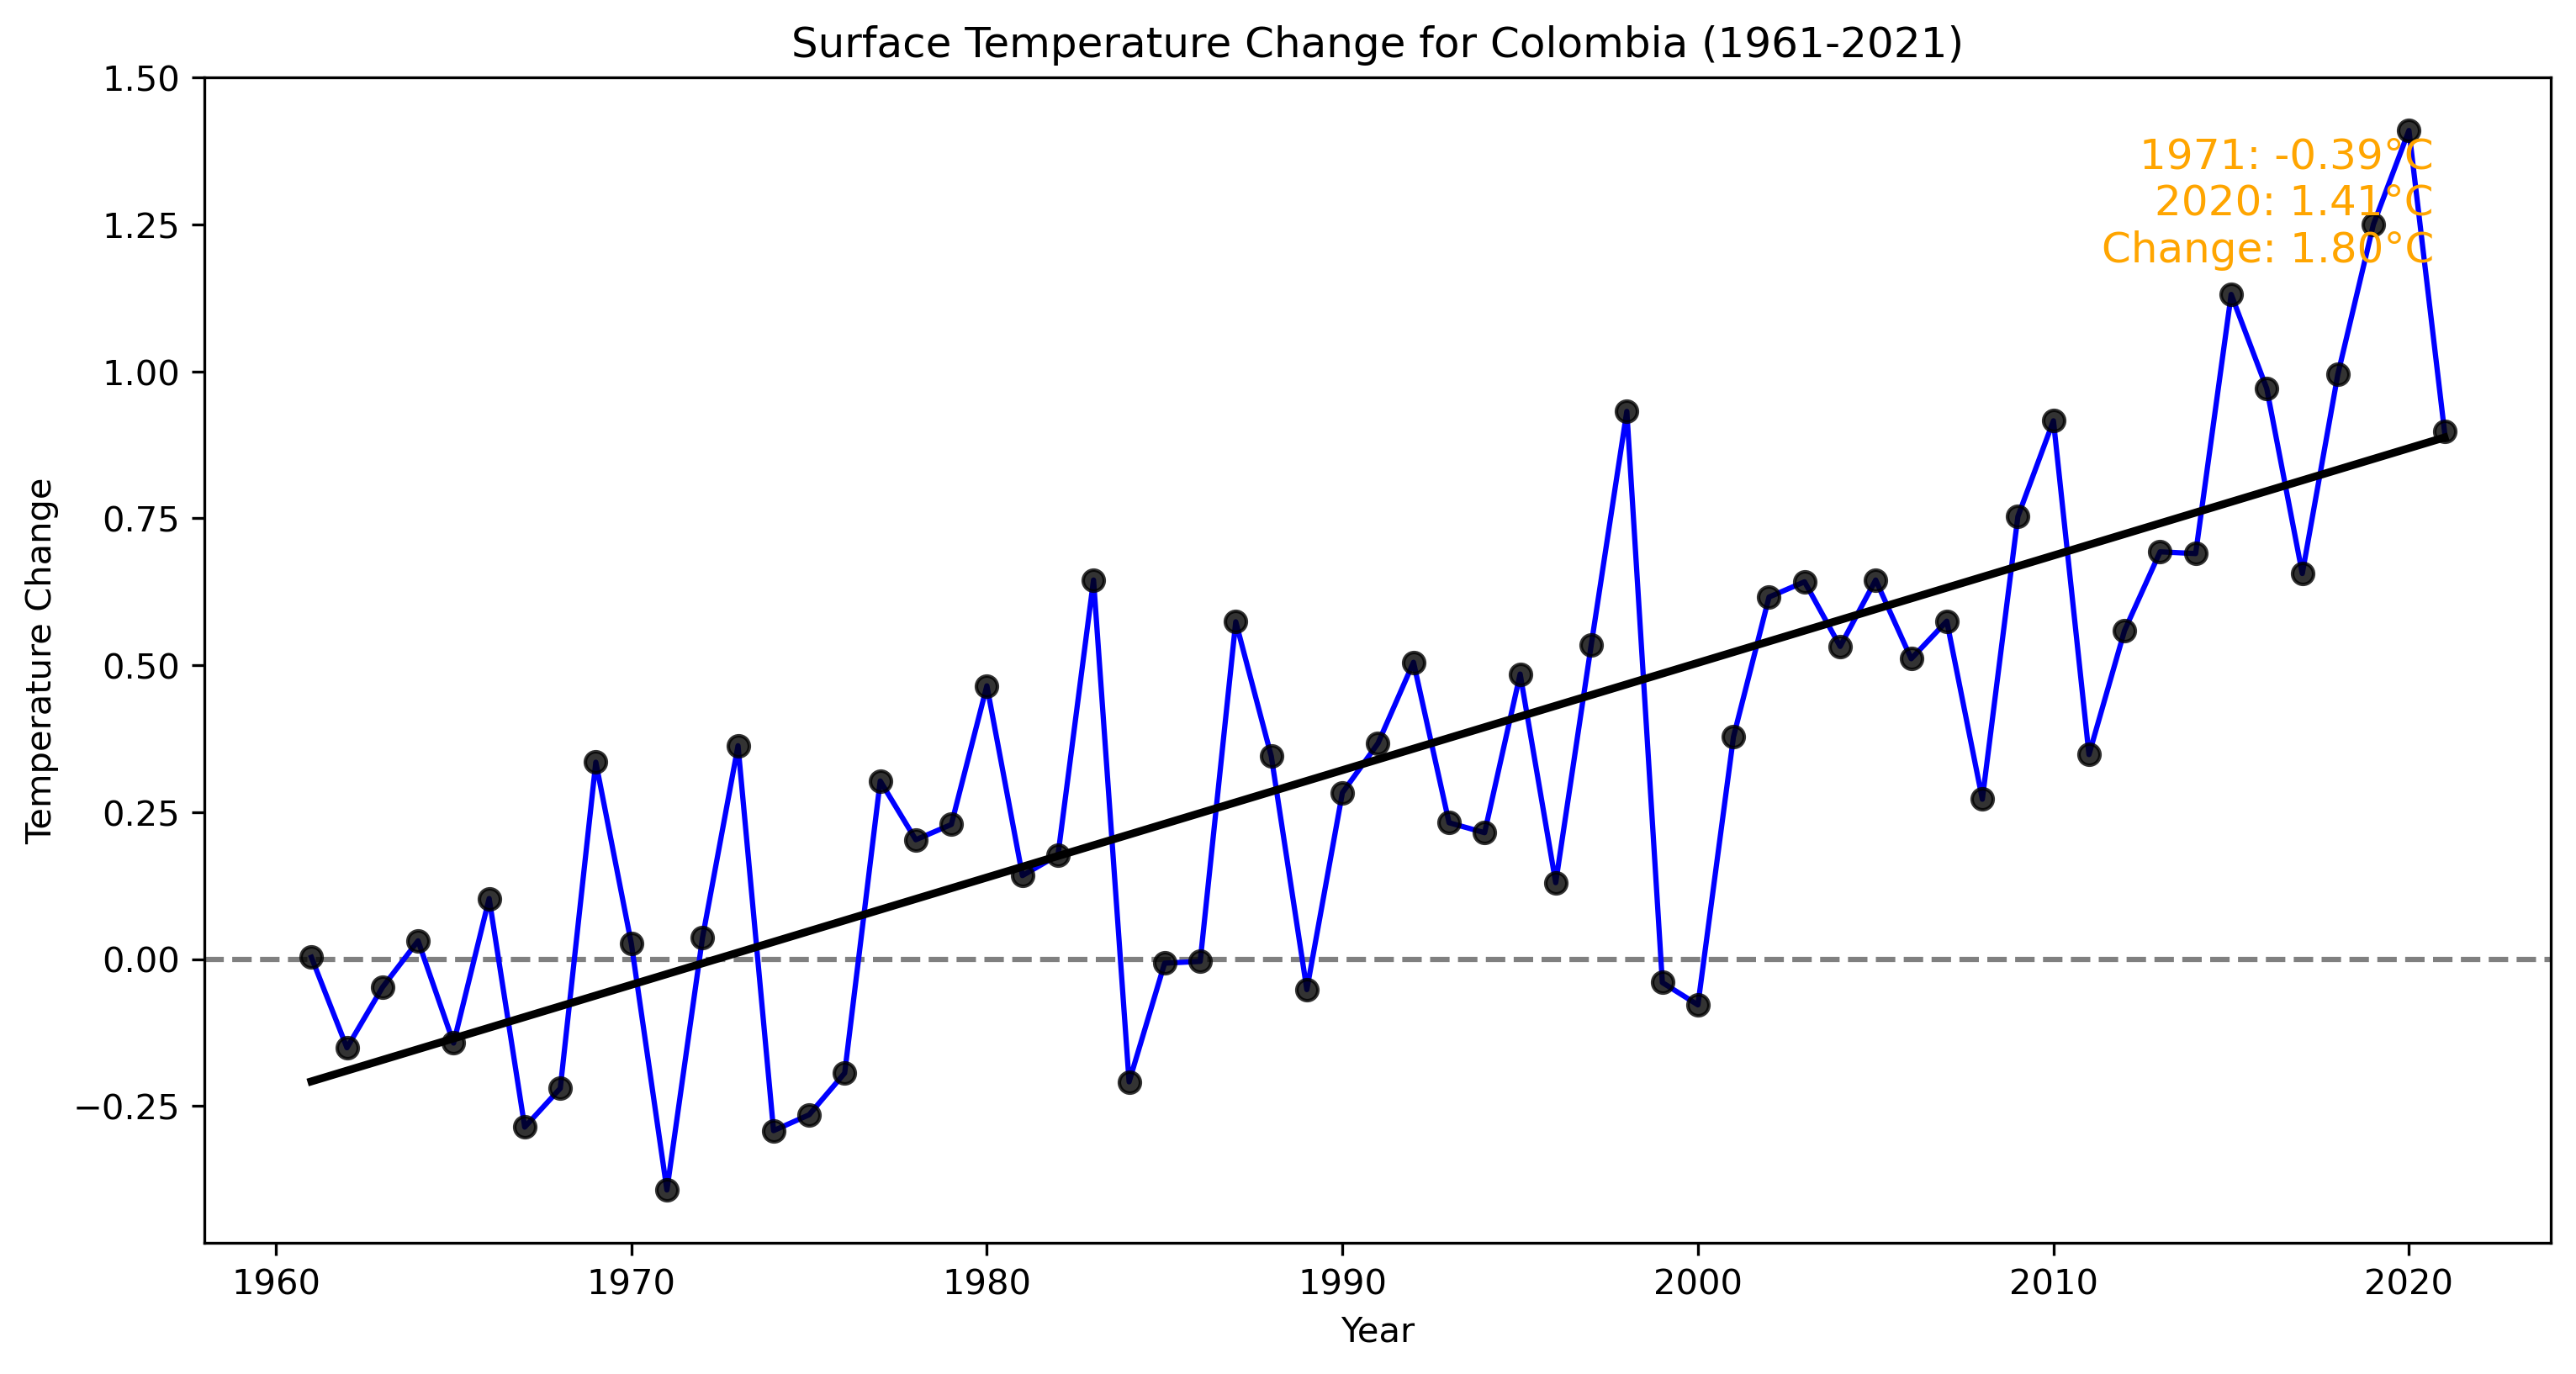 Surface Temperature Change for Colombia (1961-2021)
1.50
1.25
1.00
0.75
0.50
0.25
0.00
−0.25
Temperature Change
1971: -0.39°C
2020: 1.41°C
Change: 1.80°C
1960 1970 1980 1990 2000 2010 2020
Year